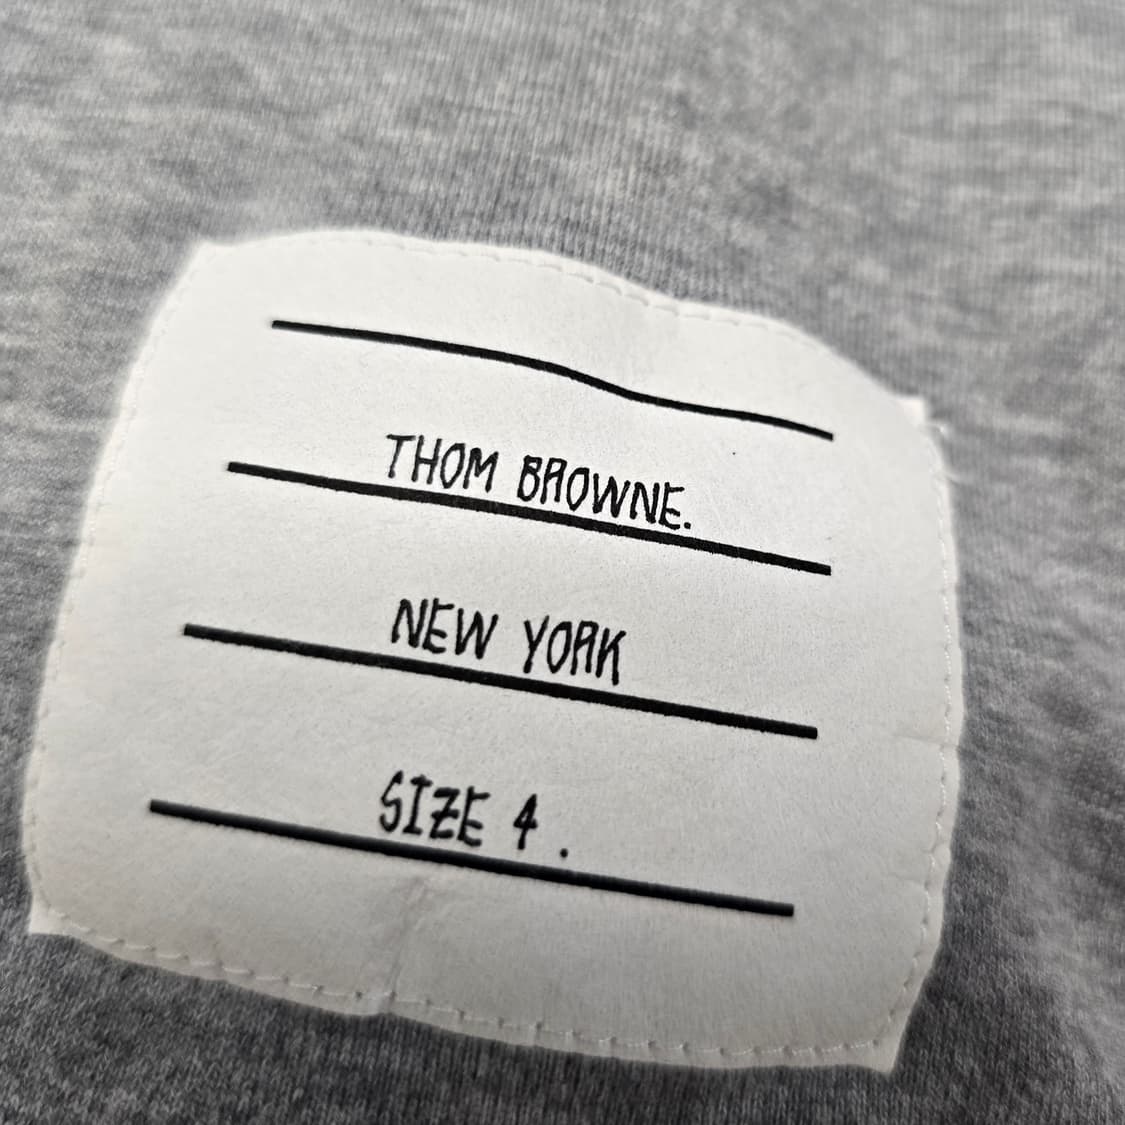 THOM BROWNE.
NEW YORK
SIZE 4 .